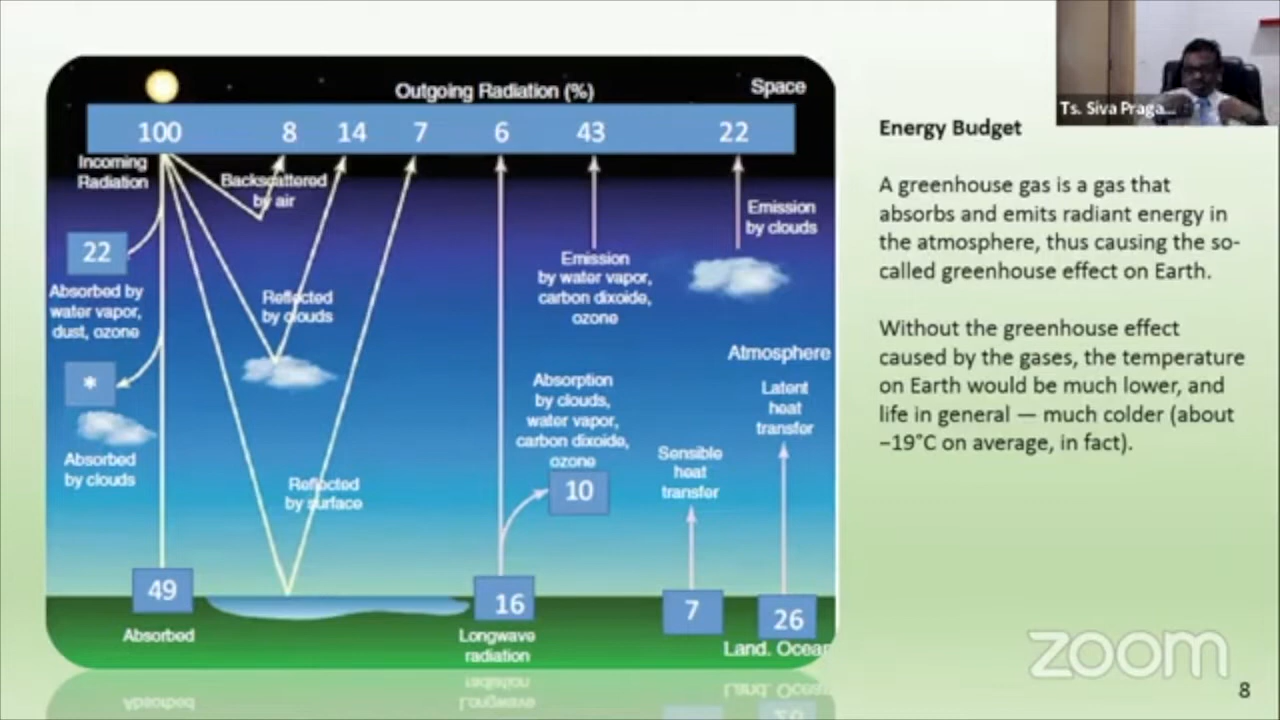 Outgoing Radiation (%)
Space
100 8 14 7 6 43 22
Incoming
Radiation
Backscattered
by air
22
Absorbed by
water vapor,
dust, ozone
*
Absorbed
by clouds
Reflected
by clouds
Reflected
by surface
49
Absorbed
Emission
by water vapor,
carbon dixoide,
ozone
Absorption
by clouds,
water vapor,
carbon dixoide,
ozone
10
16
Longwave
radiation
Emission
by clouds
Atmosphere
Latent
heat
transfer
Sensible
heat
transfer
7
26
Land. Ocean
Ts. Siva Praga...
Energy Budget
A greenhouse gas is a gas that
absorbs and emits radiant energy in
the atmosphere, thus causing the so-
called greenhouse effect on Earth.
Without the greenhouse effect
caused by the gases, the temperature
on Earth would be much lower, and
life in general — much colder (about
−19°C on average, in fact).
zoom
8